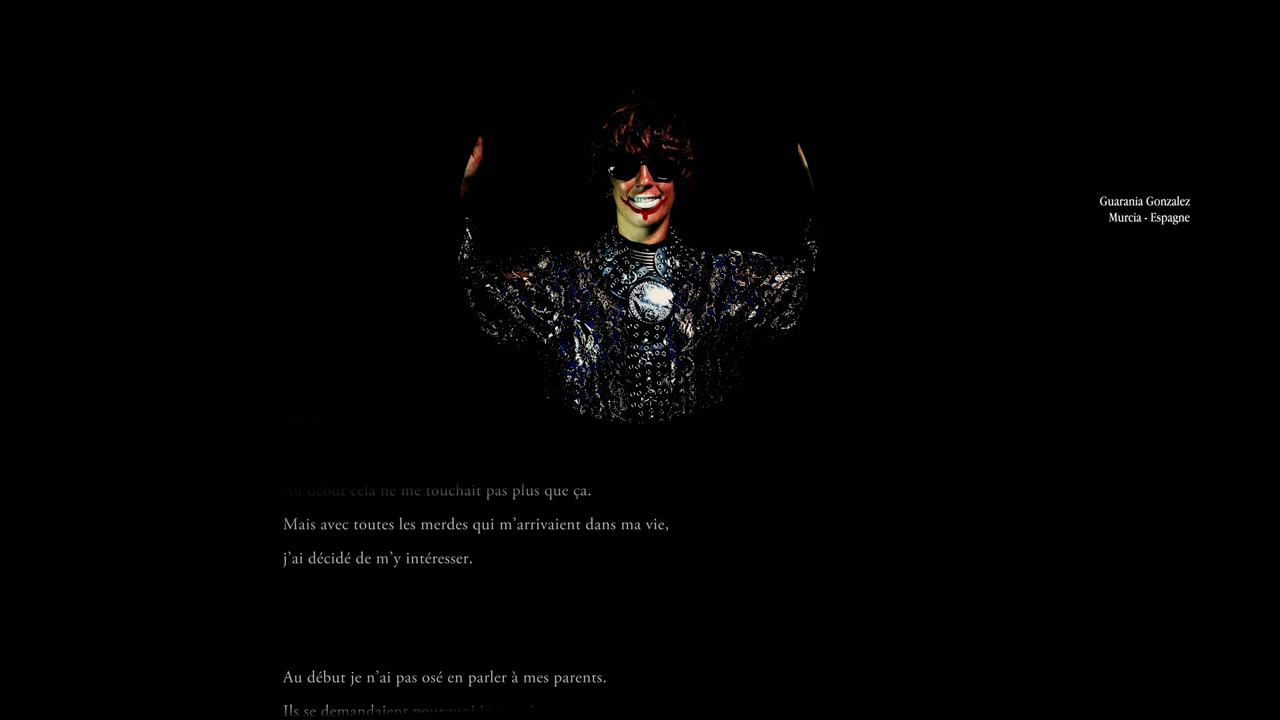 Guarania Gonzalez
Murcia - Espagne
Au début cela ne me touchait pas plus que ça.
Mais avec toutes les merdes qui m’arrivaient dans ma vie,
j’ai décidé de m’y intéresser.
Au début je n’ai pas osé en parler à mes parents.
Ils se demandaient pourquoi